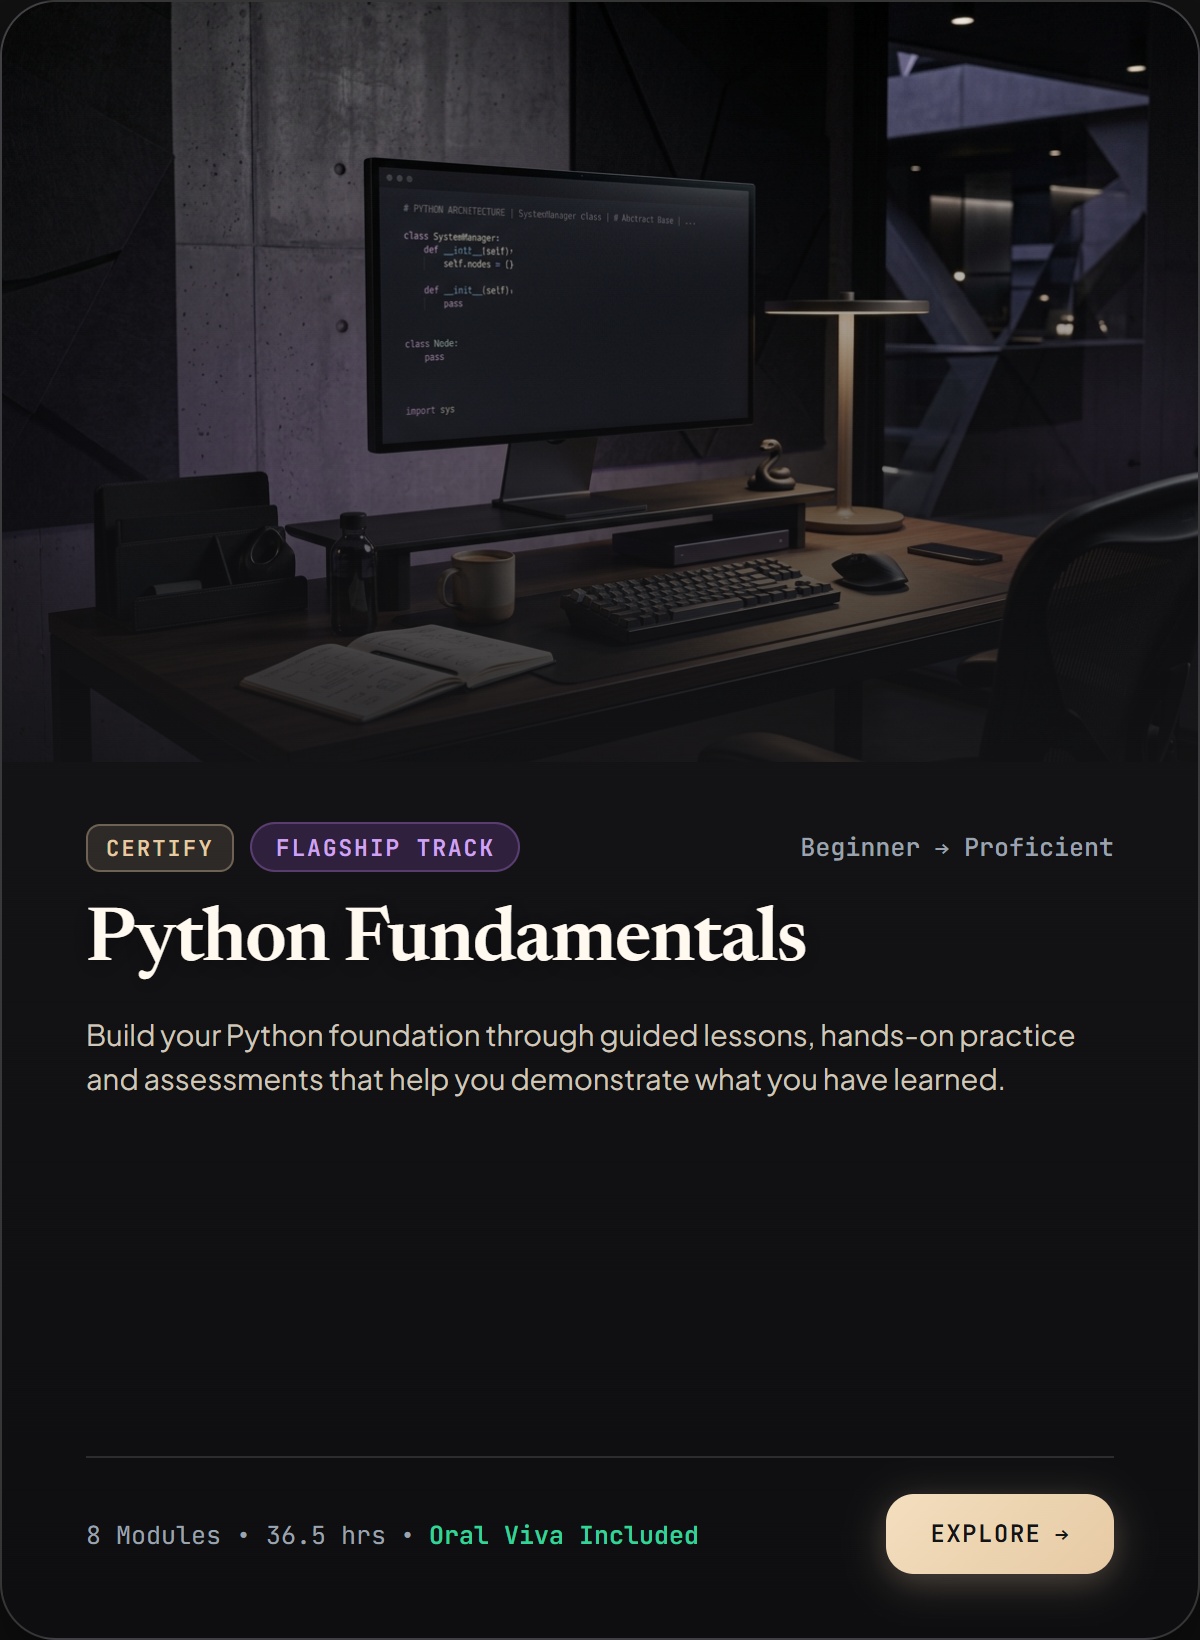 # PYTHON ARCHITECTURE | SystemManager class | # Abctract Base | ...
class SystemManager:
def __intt__(self):
self.nodes = {}
def __init__(self):
pass
class Node:
pass
import sys
CERTIFY
FLAGSHIP TRACK
Beginner → Proficient
Python Fundamentals
Build your Python foundation through guided lessons, hands-on practice
and assessments that help you demonstrate what you have learned.
8 Modules • 36.5 hrs • Oral Viva Included
EXPLORE →